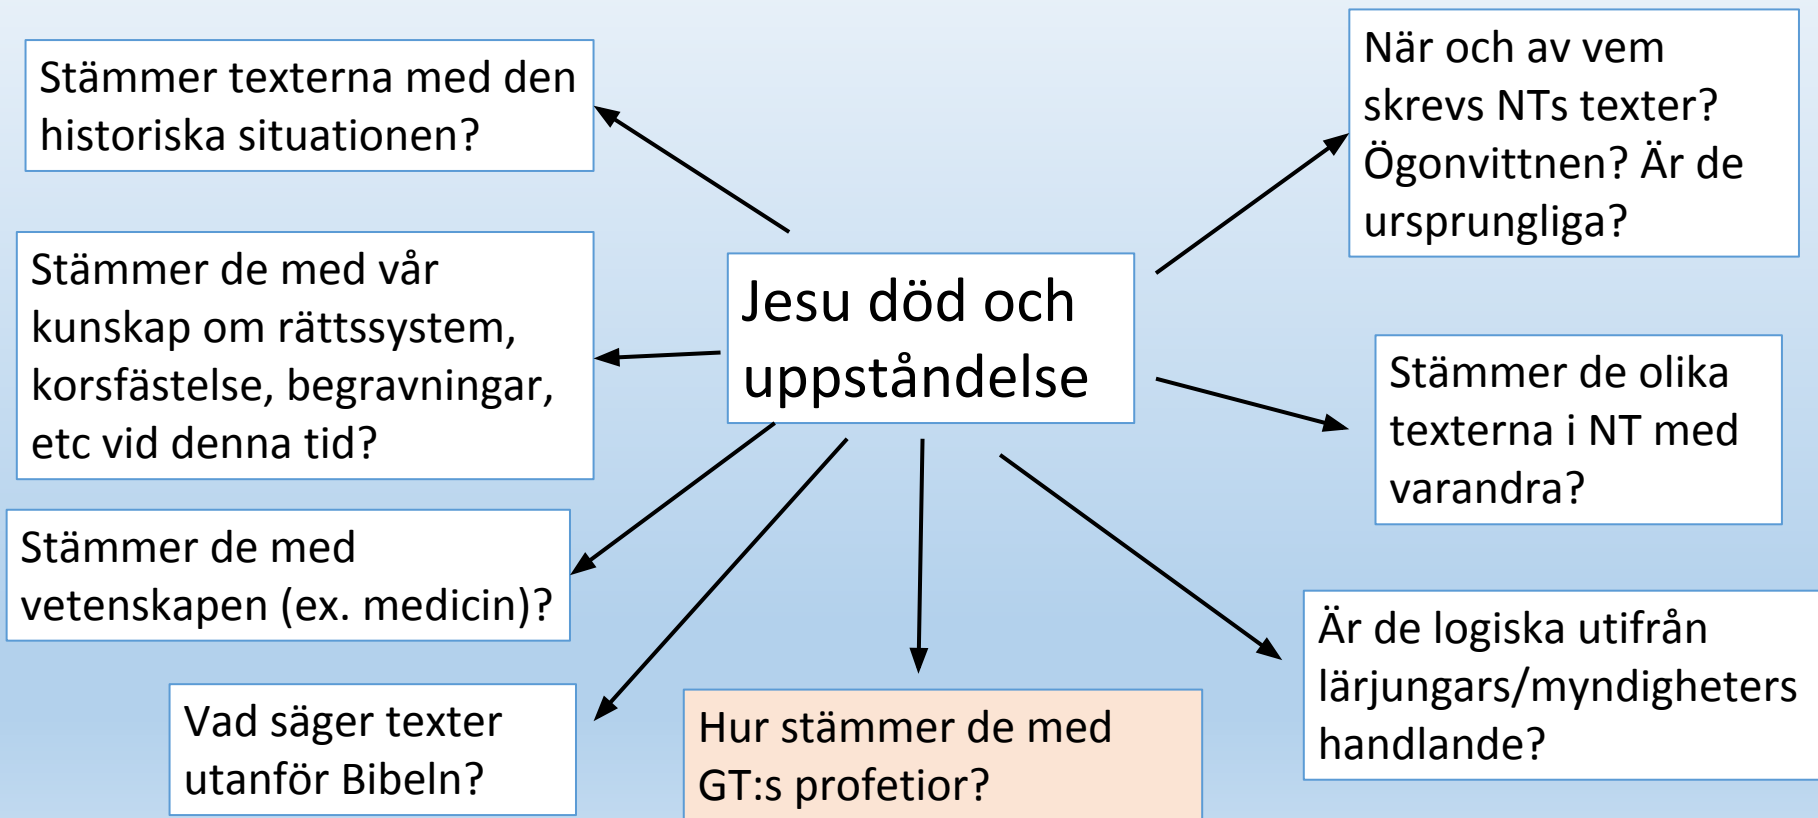 Stämmer texterna med den
historiska situationen?
När och av vem
skrevs NTs texter?
Ögonvittnen? Är de
ursprungliga?
Stämmer de med vår
kunskap om rättssystem,
korsfästelse, begravningar,
etc vid denna tid?
Jesu död och
uppståndelse
Stämmer de olika
texterna i NT med
varandra?
Stämmer de med
vetenskapen (ex. medicin)?
Är de logiska utifrån
lärjungars/myndigheters
handlande?
Vad säger texter
utanför Bibeln?
Hur stämmer de med
GT:s profetior?